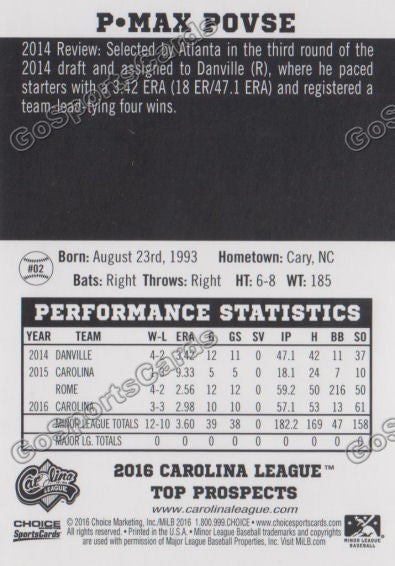 P•MAX POVSE
2014 Review: Selected by Atlanta in the third round of the
2014 draft and assigned to Danville (R), where he paced
starters with a 3.42 ERA (18 ER/47.1 ERA) and registered a
team-lead-tying four wins.
#02
Born: August 23rd, 1993 Hometown: Cary, NC
Bats: Right Throws: Right HT: 6-8 WT: 185
PERFORMANCE STATISTICS
YEAR TEAM W-L ERA G GS SV IP H BB SO
2014 DANVILLE 4-2 3.42 12 11 0 47.1 42 11 37
2015 CAROLINA 9.33 5 5 0 18.1 24 7 10
ROME 4-2 2.56 12 12 0 59.2 50 216 50
2016 CAROLINA 3-3 2.98 10 10 0 57.1 53 13 61
MINOR LEAGUE TOTALS 12-10 3.60 39 38 0 182.2 169 47 158
MAJOR LG. TOTALS 0 0 0 0 0 0 0 0 0
Carolina
LEAGUE
2016 CAROLINA LEAGUE™
TOP PROSPECTS
www.carolinaleague.com
CHOICE
SportsCards
© 2016 Choice Marketing, Inc./MiLB 2016 1.800.999.CHOICE • www.choicesportscards.com
All rights reserved. • Printed in the U.S.A. • Minor League Baseball trademarks and copyrights
are used with permission of Major League Baseball Properties, Inc. Visit MiLB.com
MINOR LEAGUE
BASEBALL
GoSportsCards
GoSportsCards
GoSportsCards
GoSportsCards
GoSportsCards